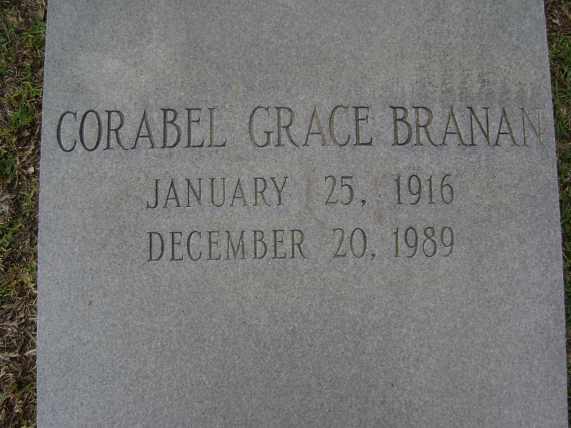 CORABEL GRACE BRANAN
JANUARY 25, 1916
DECEMBER 20, 1989